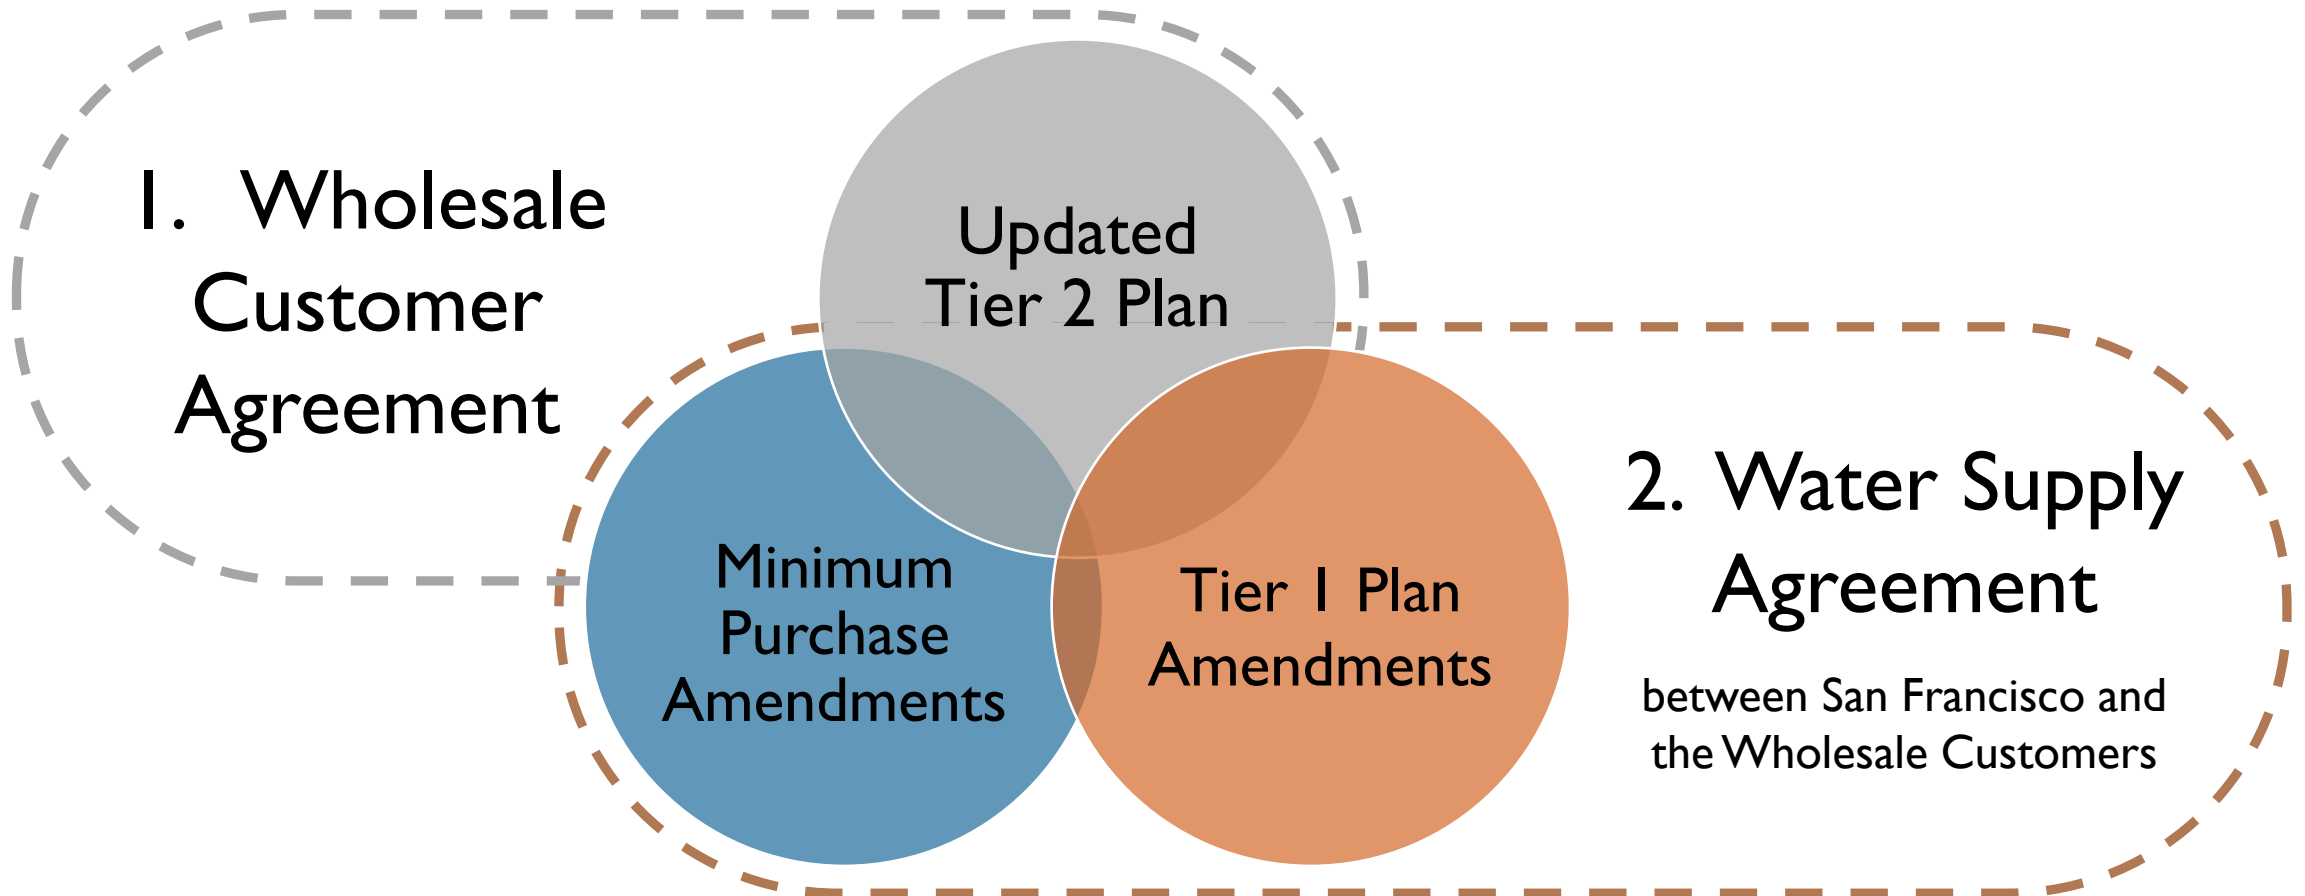 1. Wholesale
Customer
Agreement
Updated
Tier 2 Plan
Minimum
Purchase
Amendments
Tier 1 Plan
Amendments
2. Water Supply
Agreement
between San Francisco and
the Wholesale Customers